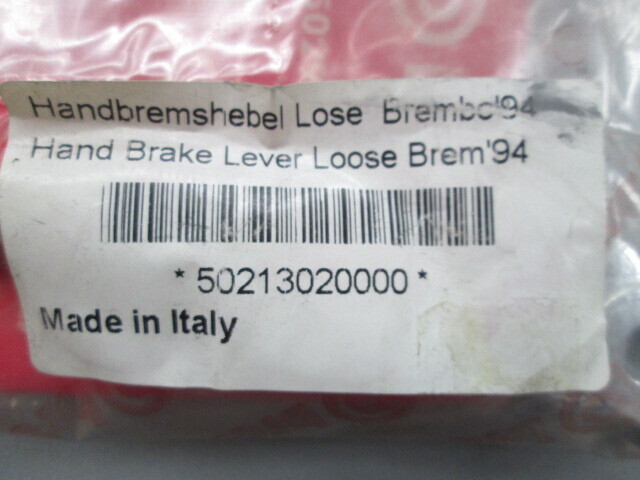 Handbremshebel Lose Brembo'94
Hand Brake Lever Loose Brem'94
*50213020000*
Made in Italy